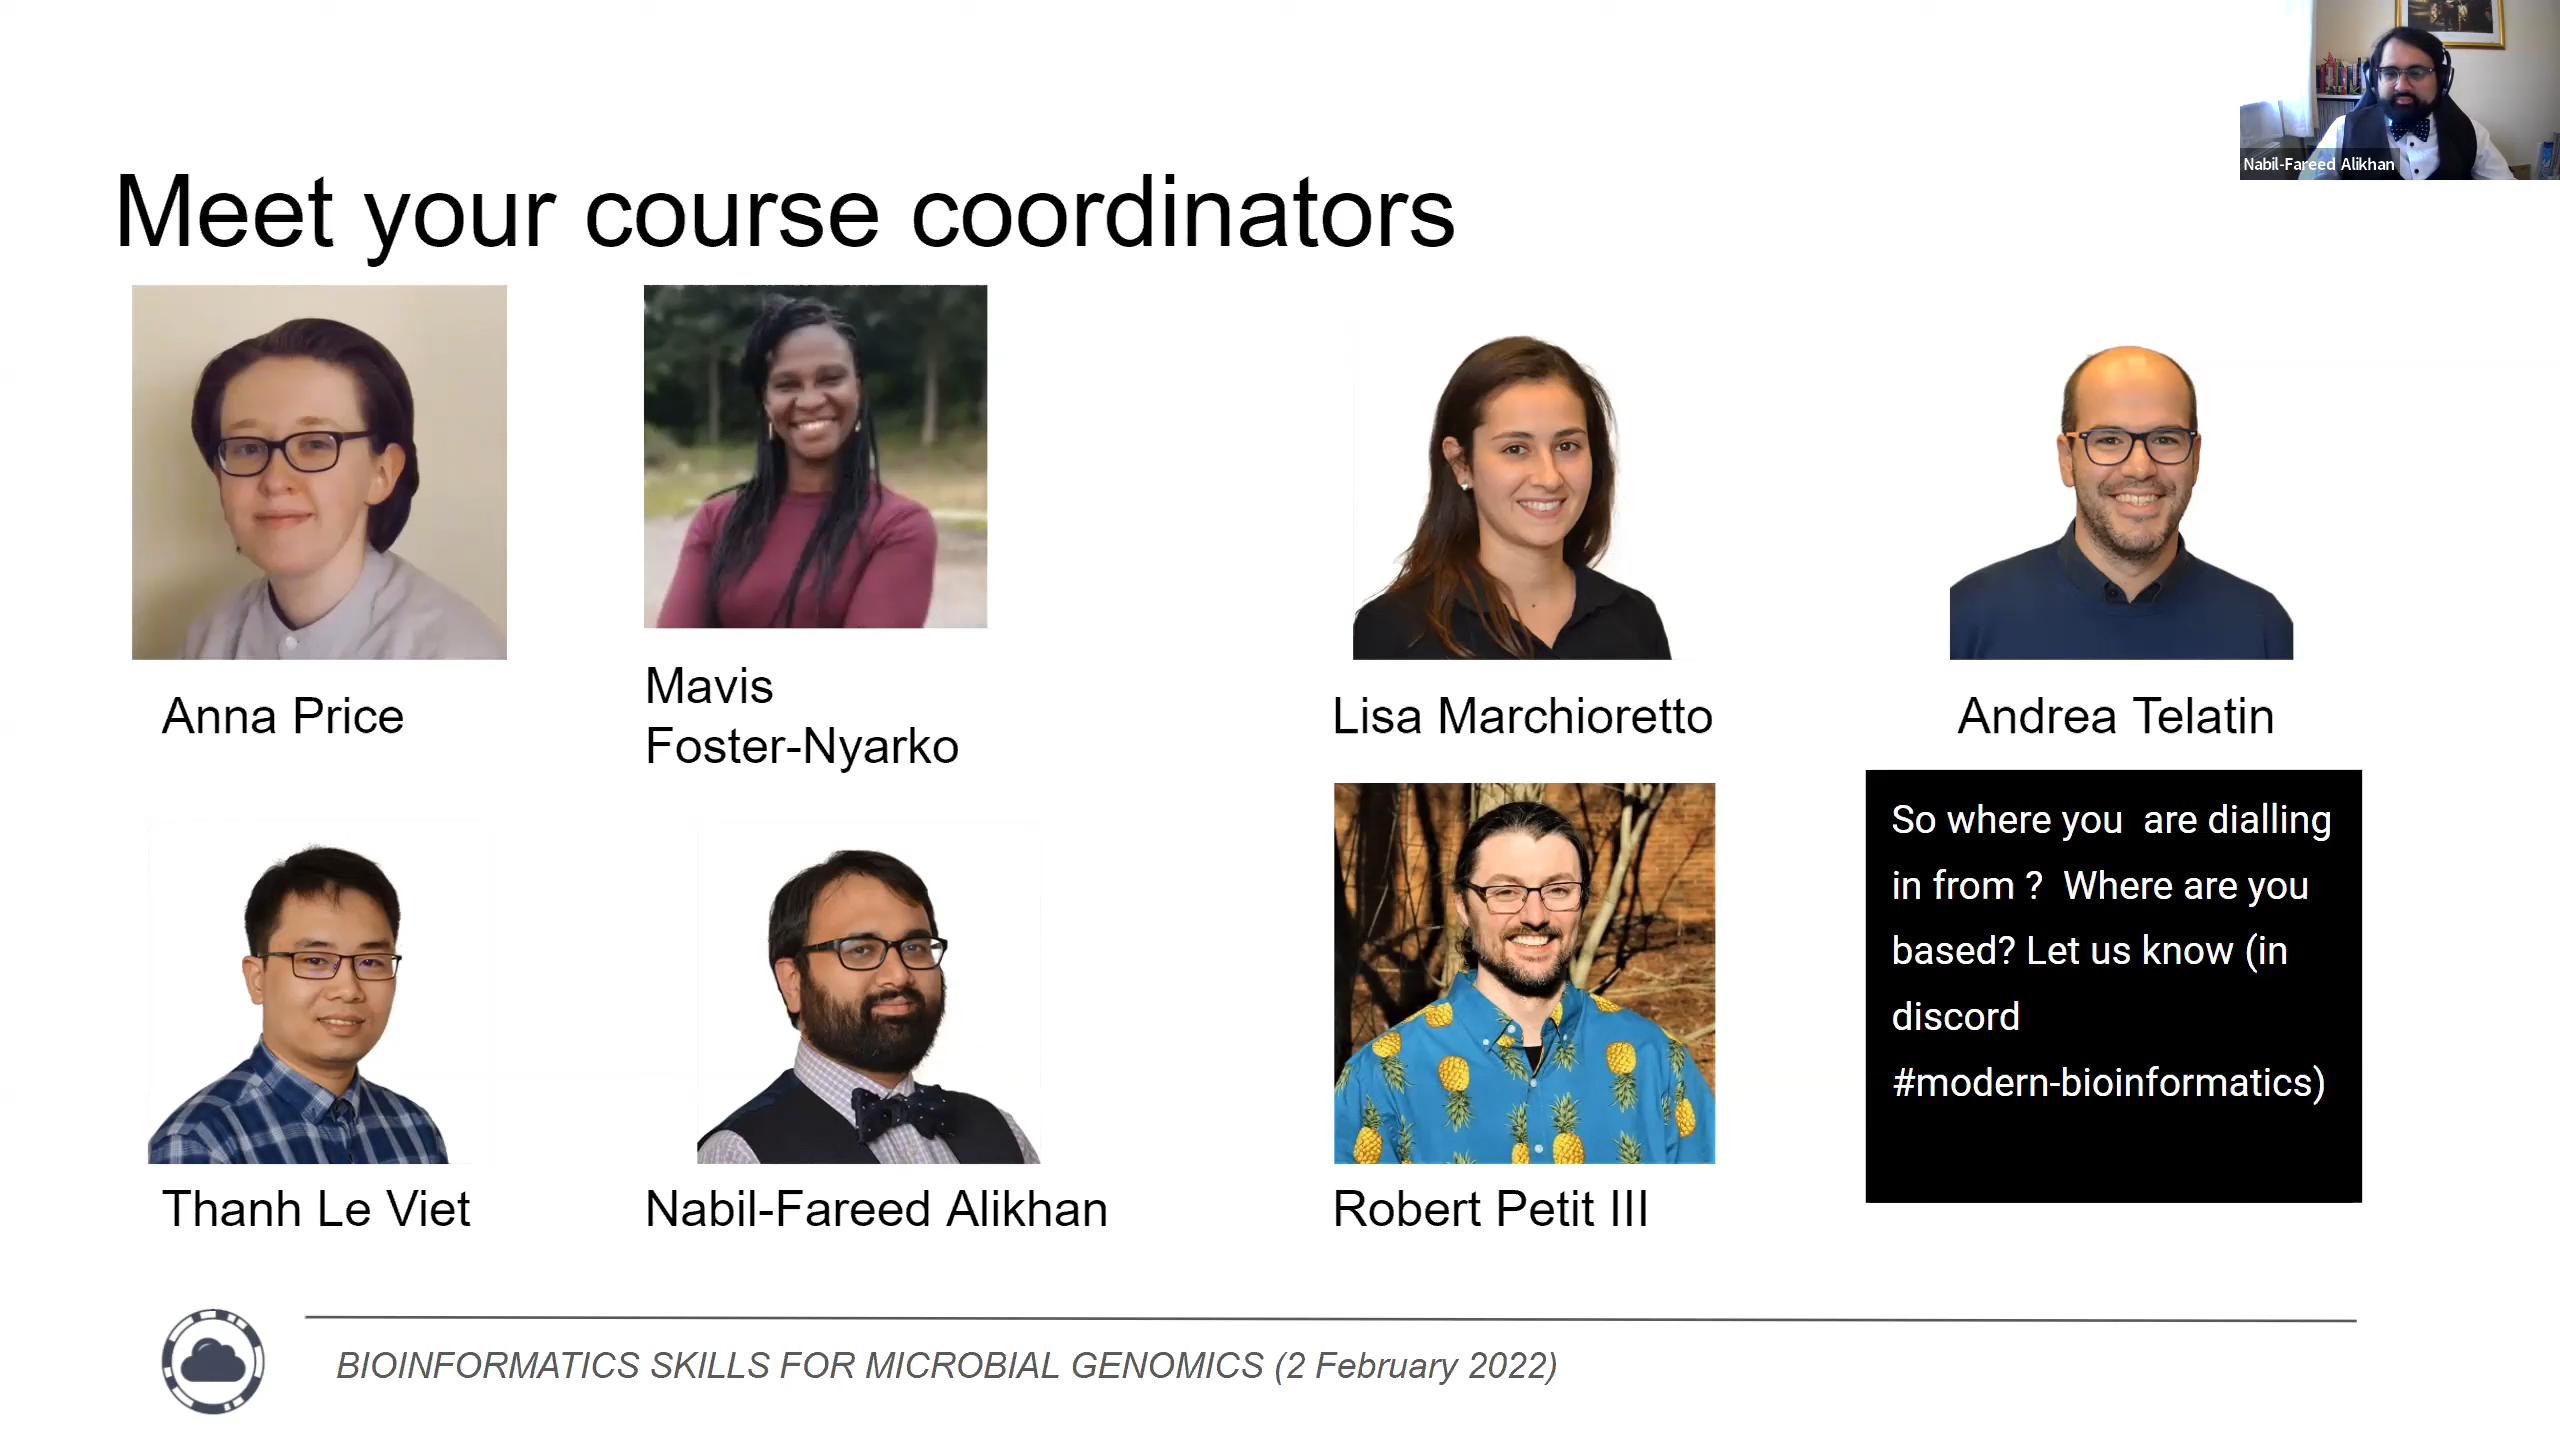 Nabil-Fareed Alikhan
Meet your course coordinators
Anna Price
Mavis
Foster-Nyarko
Lisa Marchioretto
Andrea Telatin
Thanh Le Viet
Nabil-Fareed Alikhan
Robert Petit III
So where you  are dialling
in from ?  Where are you
based? Let us know (in
discord
#modern-bioinformatics)
BIOINFORMATICS SKILLS FOR MICROBIAL GENOMICS (2 February 2022)